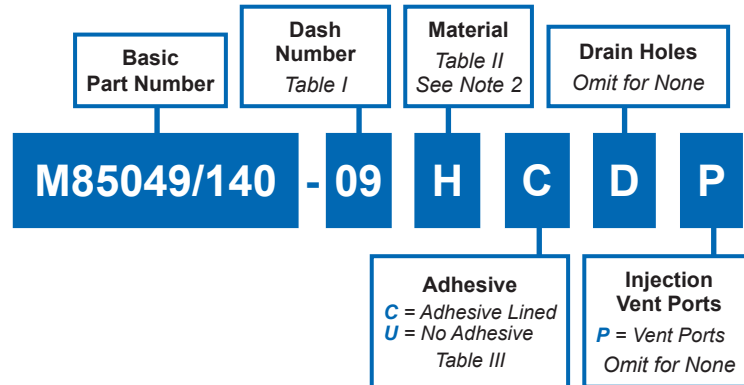 Basic
Part Number
Dash
Number
Table I
Material
Table II
See Note 2
Drain Holes
Omit for None
M85049/140 - 09 H C D P
Adhesive
C = Adhesive Lined
U = No Adhesive
Table III
Injection
Vent Ports
P = Vent Ports
Omit for None